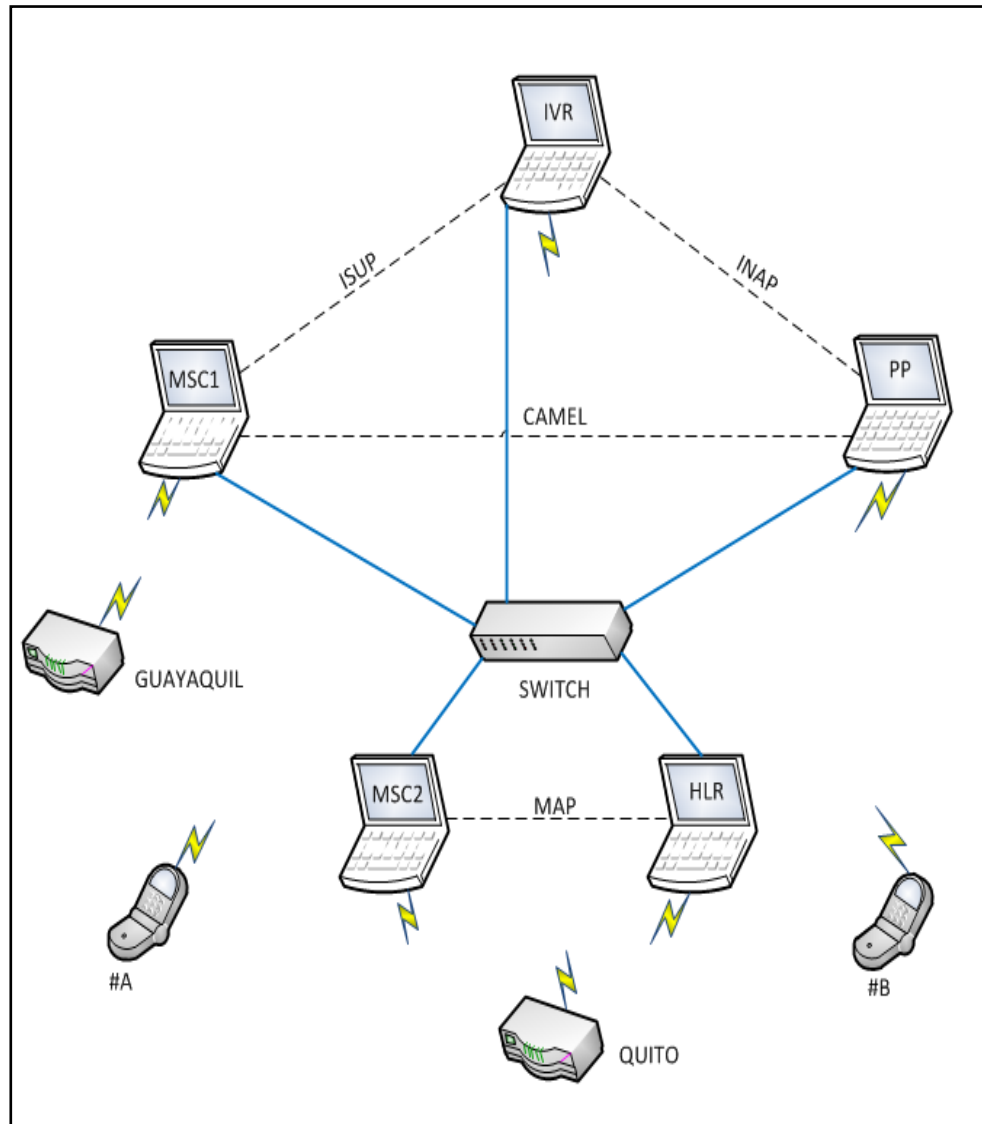 IVR
ISUP
INAP
MSC1
PP
CAMEL
GUAYAQUIL
SWITCH
MSC2
MAP
HLR
#A
#B
QUITO